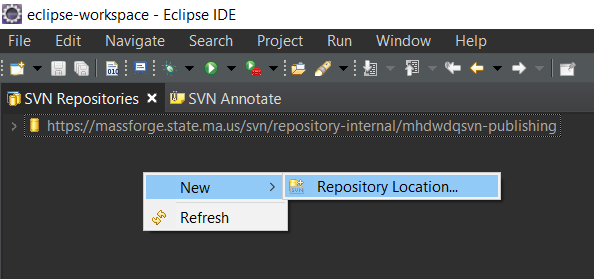 eclipse-workspace - Eclipse IDE
File Edit Navigate Search Project Run Window Help
SVN Repositories SVN Annotate
https://massforge.state.ma.us/svn/repository-internal/mhdwdqsvn-publishing
New Repository Location...
Refresh